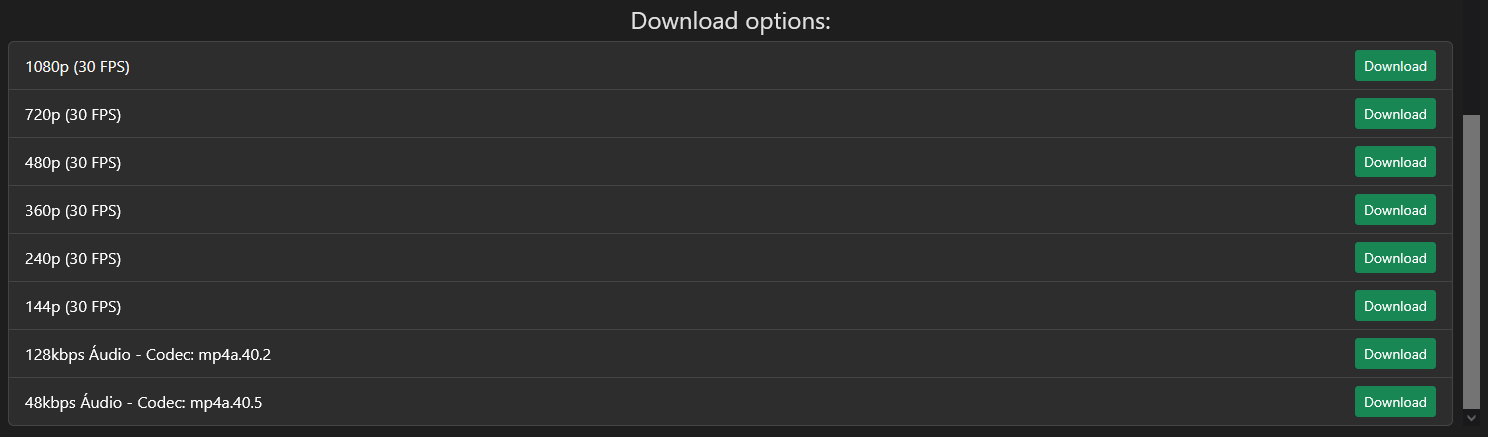 Download options:
1080p (30 FPS) Download
720p (30 FPS) Download
480p (30 FPS) Download
360p (30 FPS) Download
240p (30 FPS) Download
144p (30 FPS) Download
128kbps Áudio - Codec: mp4a.40.2 Download
48kbps Áudio - Codec: mp4a.40.5 Download